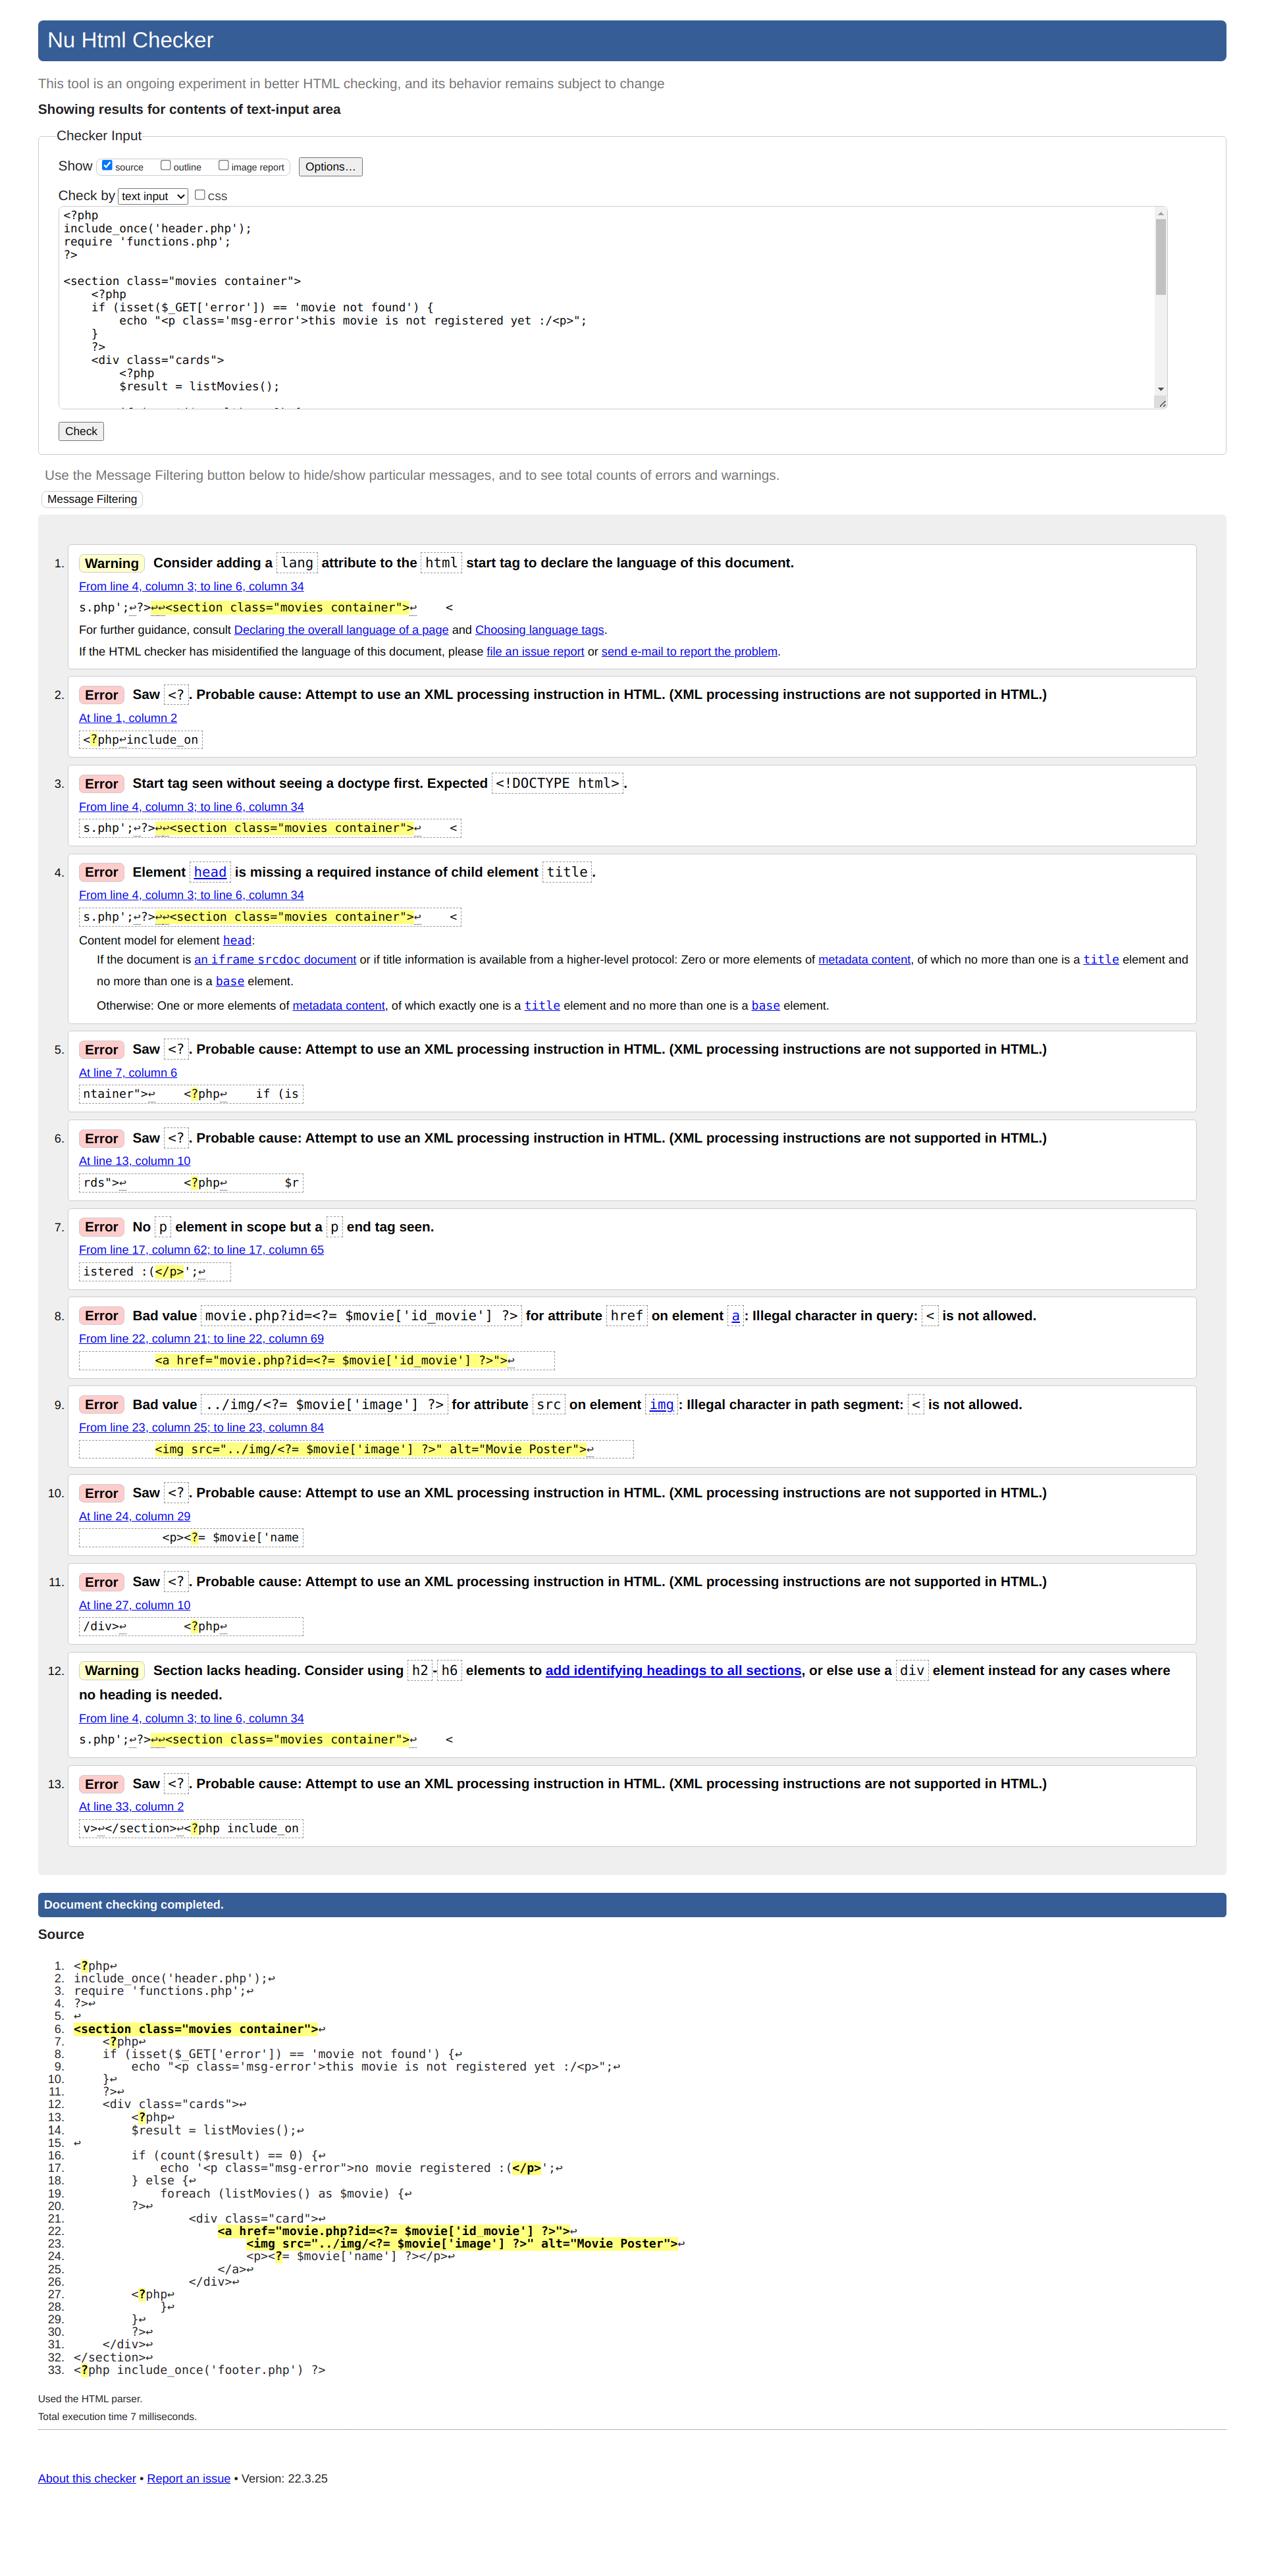 Nu Html Checker
This tool is an ongoing experiment in better HTML checking, and its behavior remains subject to change
Showing results for contents of text-input area
Checker Input
Show source outline image report Options...
Check by text input CSS
<?php
include_once('header.php');
require 'functions.php';
?>
<section class="movies container">
    <?php
    if (isset($_GET['error']) == 'movie not found') {
        echo "<p class='msg-error'>this movie is not registered yet :/<p>";
    }
    ?>
    <div class="cards">
        <?php
        $result = listMovies();
Check
Use the Message Filtering button below to hide/show particular messages, and to see total counts of errors and warnings.
Message Filtering
1. Warning Consider adding a lang attribute to the html start tag to declare the language of this document.
From line 4, column 3; to line 6, column 34
s.php';↩?>↩↩<section class="movies container">↩    <
For further guidance, consult Declaring the overall language of a page and Choosing language tags.
If the HTML checker has misidentified the language of this document, please file an issue report or send e-mail to report the problem.
2. Error Saw <?. Probable cause: Attempt to use an XML processing instruction in HTML. (XML processing instructions are not supported in HTML.)
At line 1, column 2
<?php↩include_on
3. Error Start tag seen without seeing a doctype first. Expected <!DOCTYPE html>.
From line 4, column 3; to line 6, column 34
s.php';↩?>↩↩<section class="movies container">↩    <
4. Error Element head is missing a required instance of child element title.
From line 4, column 3; to line 6, column 34
s.php';↩?>↩↩<section class="movies container">↩    <
Content model for element head:
If the document is an iframe srcdoc document or if title information is available from a higher-level protocol: Zero or more elements of metadata content, of which no more than one is a title element and
no more than one is a base element.
Otherwise: One or more elements of metadata content, of which exactly one is a title element and no more than one is a base element.
5. Error Saw <?. Probable cause: Attempt to use an XML processing instruction in HTML. (XML processing instructions are not supported in HTML.)
At line 7, column 6
ntainer">↩    <?php↩    if (is
6. Error Saw <?. Probable cause: Attempt to use an XML processing instruction in HTML. (XML processing instructions are not supported in HTML.)
At line 13, column 10
rds">↩        <?php↩        $r
7. Error No p element in scope but a p end tag seen.
From line 17, column 62; to line 17, column 65
istered :(</p>';↩
8. Error Bad value movie.php?id=<?= $movie['id_movie'] ?> for attribute href on element a: Illegal character in query: < is not allowed.
From line 22, column 21; to line 22, column 69
<a href="movie.php?id=<?= $movie['id_movie'] ?>">↩
9. Error Bad value ../img/<?= $movie['image'] ?> for attribute src on element img: Illegal character in path segment: < is not allowed.
From line 23, column 25; to line 23, column 84
<img src="../img/<?= $movie['image'] ?>" alt="Movie Poster">↩
10. Error Saw <?. Probable cause: Attempt to use an XML processing instruction in HTML. (XML processing instructions are not supported in HTML.)
At line 24, column 29
<p><?= $movie['name
11. Error Saw <?. Probable cause: Attempt to use an XML processing instruction in HTML. (XML processing instructions are not supported in HTML.)
At line 27, column 10
/div>↩        <?php↩
12. Warning Section lacks heading. Consider using h2-h6 elements to add identifying headings to all sections, or else use a div element instead for any cases where
no heading is needed.
From line 4, column 3; to line 6, column 34
s.php';↩?>↩↩<section class="movies container">↩    <
13. Error Saw <?. Probable cause: Attempt to use an XML processing instruction in HTML. (XML processing instructions are not supported in HTML.)
At line 33, column 2
v>↩</section>↩<?php include_on
Document checking completed.
Source
1. <?php↩
2. include_once('header.php');↩
3. require 'functions.php';↩
4. ?>↩
5. ↩
6. <section class="movies container">↩
7.     <?php↩
8.     if (isset($_GET['error']) == 'movie not found') {↩
9.         echo "<p class='msg-error'>this movie is not registered yet :/<p>";↩
10.     }↩
11.     ?>↩
12.     <div class="cards">↩
13.         <?php↩
14.         $result = listMovies();↩
15. ↩
16.         if (count($result) == 0) {↩
17.             echo '<p class="msg-error">no movie registered :(</p>';↩
18.         } else {↩
19.             foreach (listMovies() as $movie) {↩
20.         ?>↩
21.                 <div class="card">↩
22.                     <a href="movie.php?id=<?= $movie['id_movie'] ?>">↩
23.                         <img src="../img/<?= $movie['image'] ?>" alt="Movie Poster">↩
24.                         <p><?= $movie['name'] ?></p>↩
25.                     </a>↩
26.                 </div>↩
27.         <?php↩
28.             }↩
29.         }↩
30.         ?>↩
31.     </div>↩
32. </section>↩
33. <?php include_once('footer.php') ?>
Used the HTML parser.
Total execution time 7 milliseconds.
About this checker • Report an issue • Version: 22.3.25